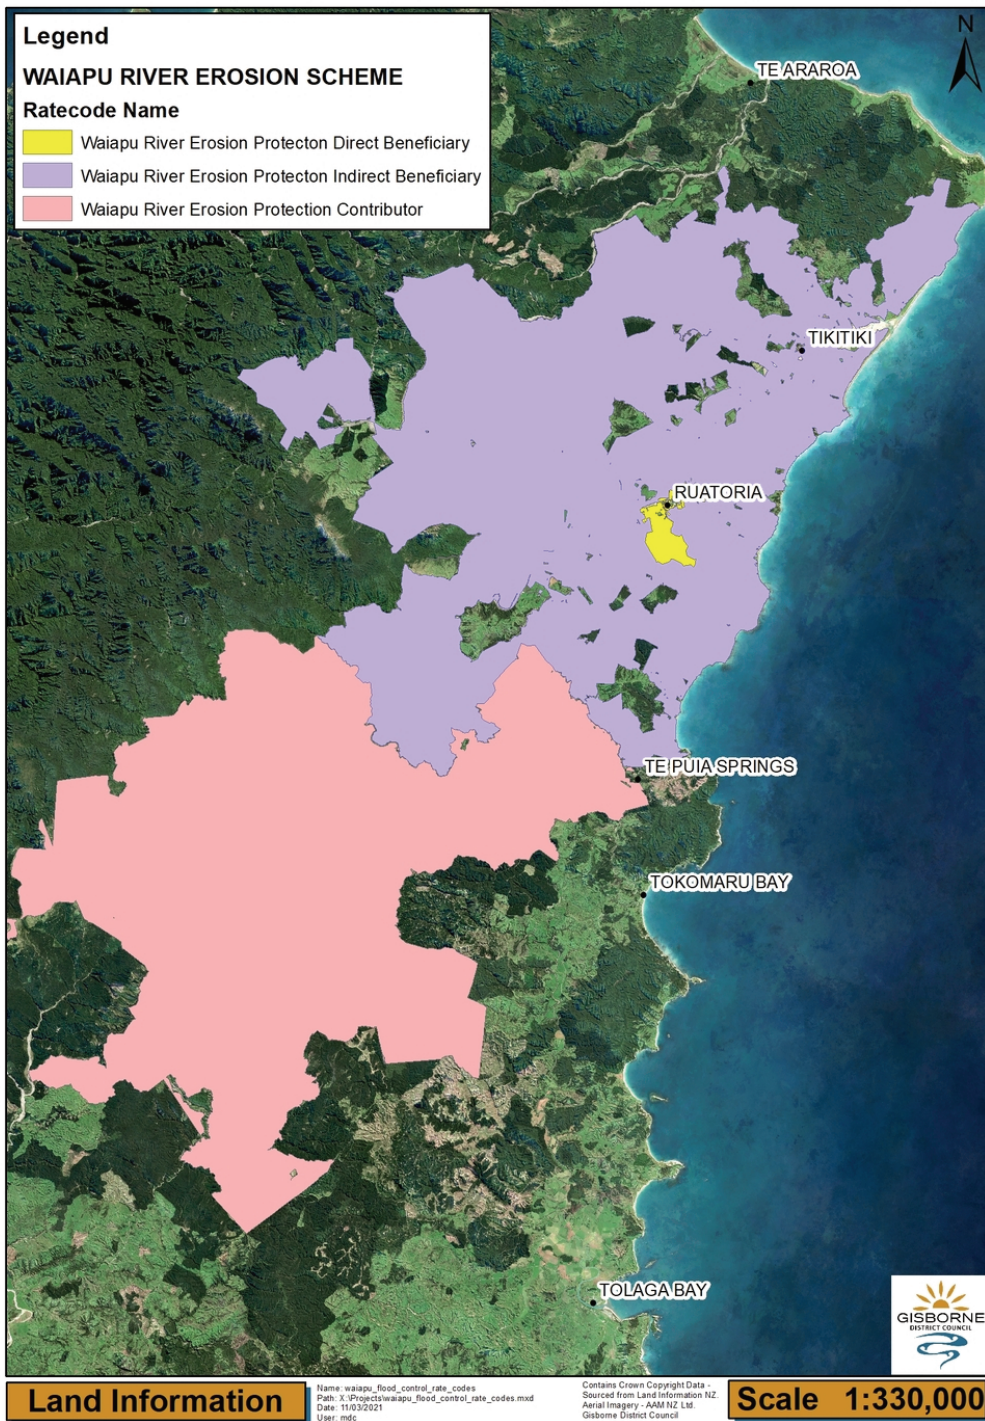 Legend
WAIAPU RIVER EROSION SCHEME
Ratecode Name
Waiapu River Erosion Protecton Direct Beneficiary
Waiapu River Erosion Protecton Indirect Beneficiary
Waiapu River Erosion Protection Contributor
N
TE ARAROA
TIKITIKI
RUATORIA
TE PUIA SPRINGS
TOKOMARU BAY
TOLAGA BAY
GISBORNE
DISTRICT COUNCIL
Land Information
Name: waiapu_flood_control_rate_codes
Path: X:\Projects\waiapu_flood_control_rate_codes.mxd
Date: 11/03/2021
User: mdc
Contains Crown Copyright Data -
Sourced from Land Information NZ.
Aerial Imagery - AAM NZ Ltd.
Gisborne District Council
Scale 1:330,000